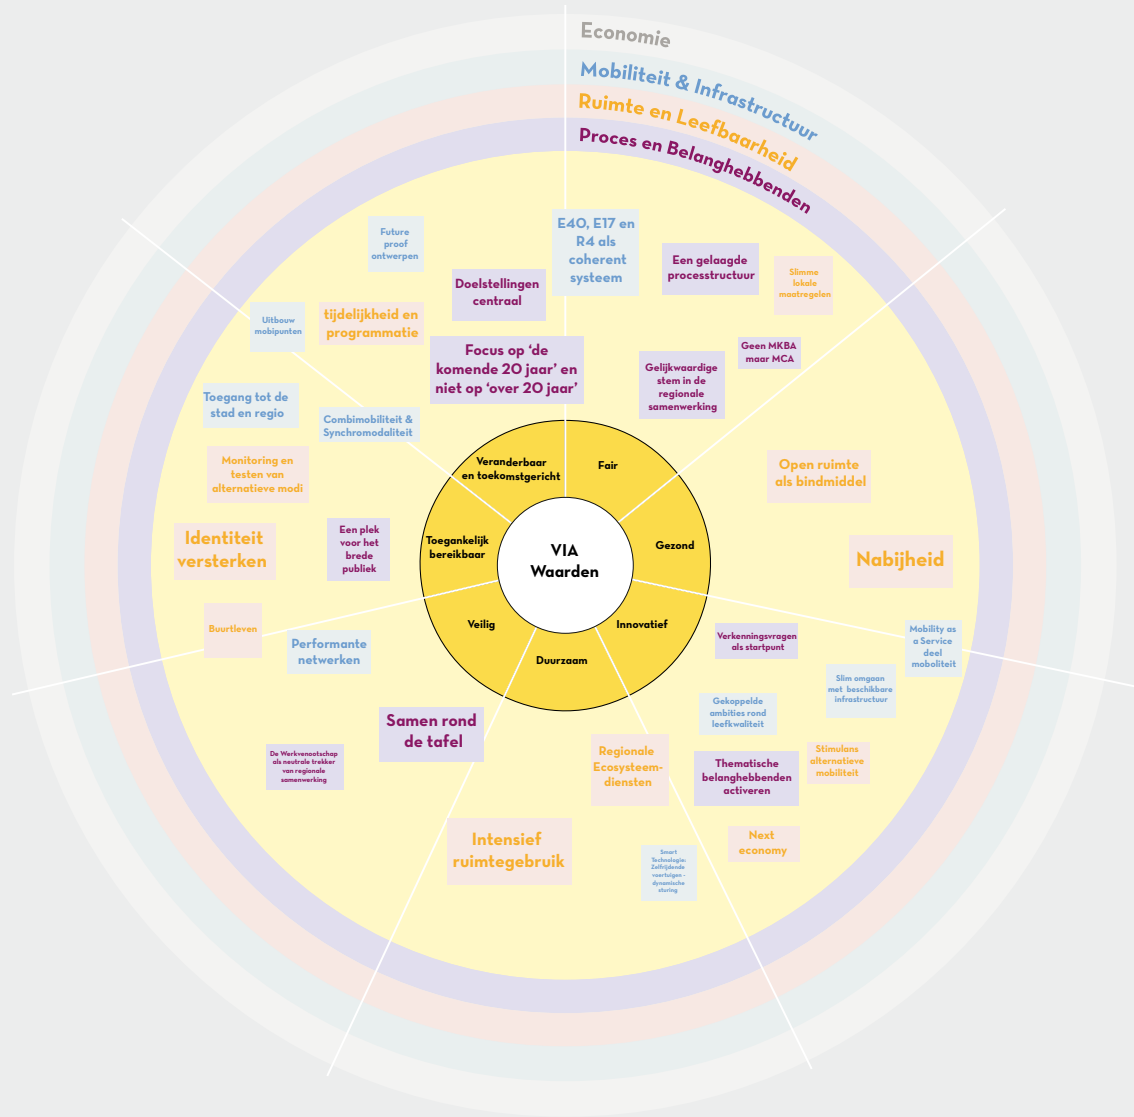 Economie
Mobiliteit & Infrastructuur
Ruimte en Leefbaarheid
Proces en Belanghebbenden
E40, E17 en
R4 als
coherent
systeem
Een gelaagde
processtructuur
Slimme
lokale
maatregelen
Geen MKBA
maar MCA
Gelijkwaardige
stem in de
regionale
samenwerking
Future
proof
ontwerpen
Doelstellingen
centraal
tijdelijkheid en
programmatie
Uitbouw
mobipunten
Focus op ‘de
komende 20 jaar’ en
niet op ‘over 20 jaar’
Toegang tot de
stad en regio
Combimobiliteit &
Synchromodaliteit
Monitoring en
testen van
alternatieve modi
Identiteit
versterken
Een plek
voor het
brede
publiek
Buurtleven
Performante
netwerken
Veranderbaar
en toekomstgericht
Fair
Toegankelijk
bereikbaar
Gezond
VIA
Waarden
Veilig
Innovatief
Duurzaam
Open ruimte
als bindmiddel
Nabijheid
Verkenningsvragen
als startpunt
Mobility as
a Service
deel
moboliteit
Slim omgaan
met beschikbare
infrastructuur
Gekoppelde
ambities rond
leefkwaliteit
Samen rond
de tafel
De Werkvennootschap
als neutrale trekker
van regionale
samenwerking
Regionale
Ecosysteem-
diensten
Thematische
belanghebbenden
activeren
Stimulans
alternatieve
mobiliteit
Intensief
ruimtegebruik
Next
economy
Smart
Technologie:
Zelfrijdende
voertuigen -
dynamische
sturing